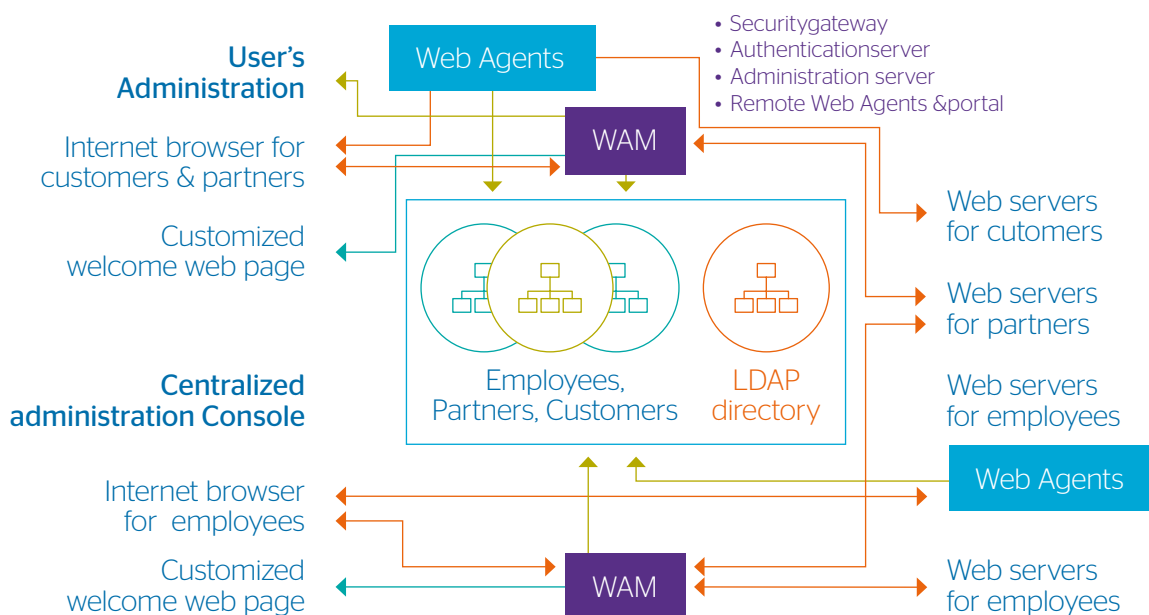 User's
Administration
Internet browser for
customers & partners
Customized
welcome web page
Centralized
administration Console
Internet browser
for employees
Customized
welcome web page
Web Agents
WAM
Employees,
Partners, Customers
LDAP
directory
WAM
• Securitygateway
• Authenticationserver
• Administration server
• Remote Web Agents &portal
Web servers
for cutomers
Web servers
for partners
Web servers
for employees
Web Agents
Web servers
for employees